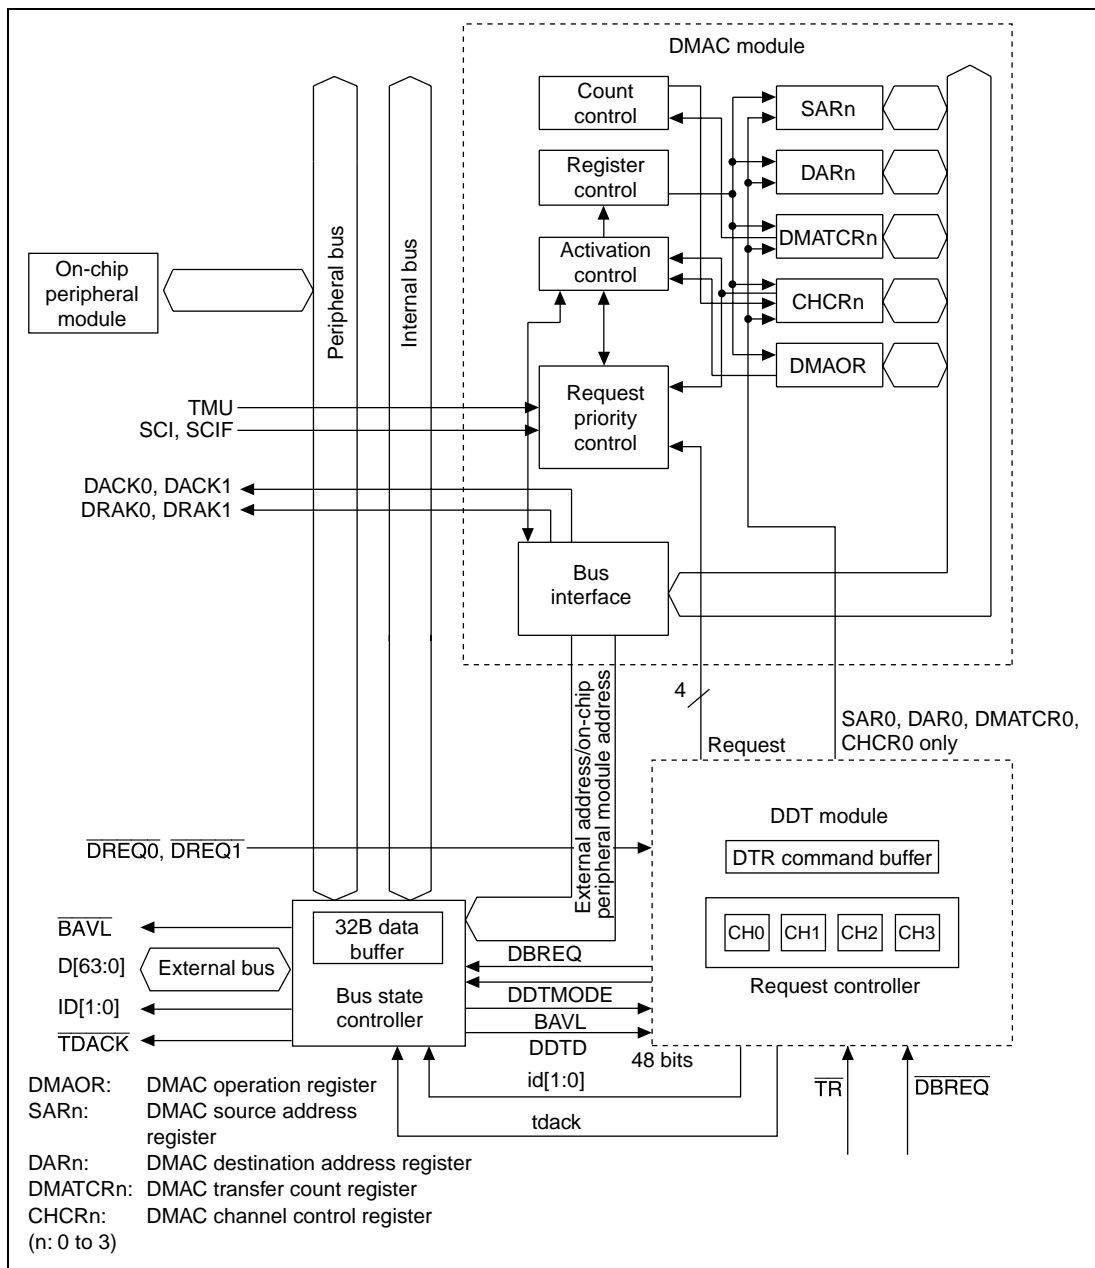 DMAC module
Count
control
SARn
Register
control
DARn
DMATCRn
Activation
control
On-chip
peripheral
module
Peripheral bus
Internal bus
CHCRn
DMAOR
Request
priority
control
TMU
SCI, SCIF
DACK0, DACK1
DRAK0, DRAK1
Bus
interface
External address/on-chip
peripheral module address
4
Request
SAR0, DAR0, DMATCR0,
CHCR0 only
DDT module
DTR command buffer
CH0 CH1 CH2 CH3
Request controller
DREQ0, DREQ1
BAVL
D[63:0]
External bus
ID[1:0]
TDACK
32B data
buffer
Bus state
controller
DBREQ
DDTMODE
BAVL
DDTD
48 bits
id[1:0]
tdack
TR
DBREQ
DMAOR: DMAC operation register
SARn: DMAC source address
register
DARn: DMAC destination address register
DMATCRn: DMAC transfer count register
CHCRn: DMAC channel control register
(n: 0 to 3)